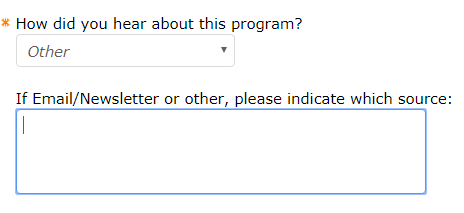 * How did you hear about this program?
Other
If Email/Newsletter or other, please indicate which source: